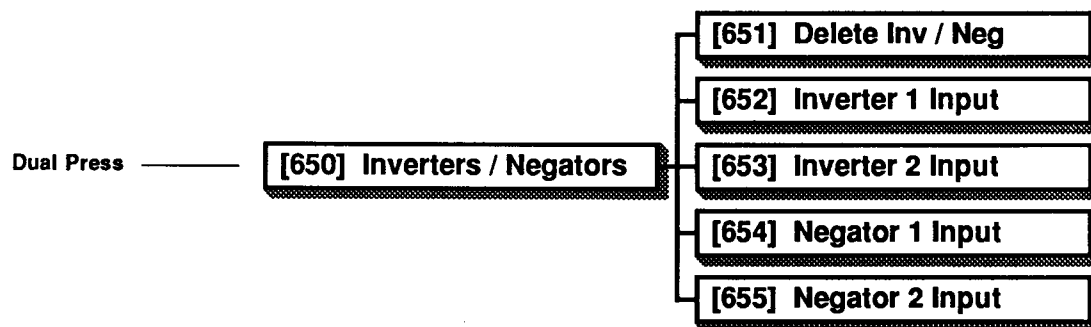 [651] Delete Inv / Neg
[652] Inverter 1 Input
Dual Press
[650] Inverters / Negators
[653] Inverter 2 Input
[654] Negator 1 Input
[655] Negator 2 Input